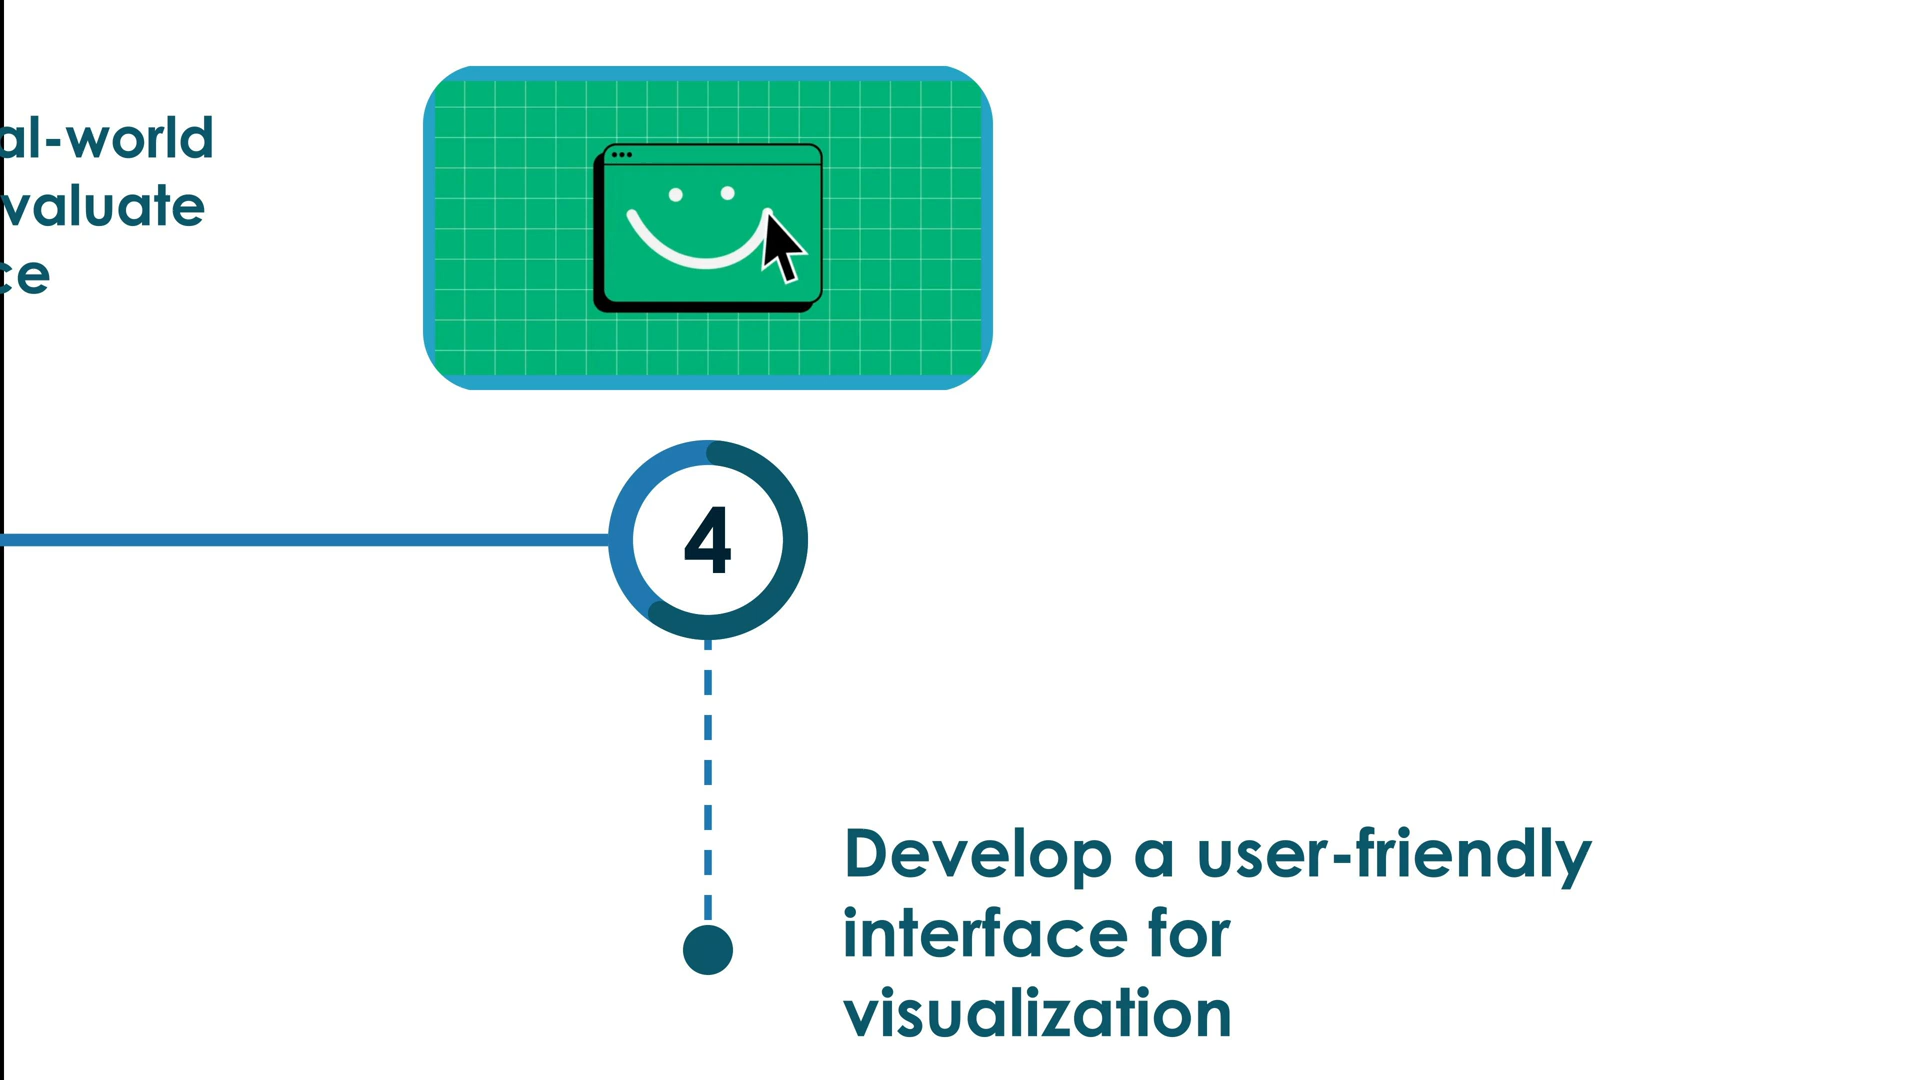 al-world
valuate
ce
4
Develop a user-friendly
interface for
visualization